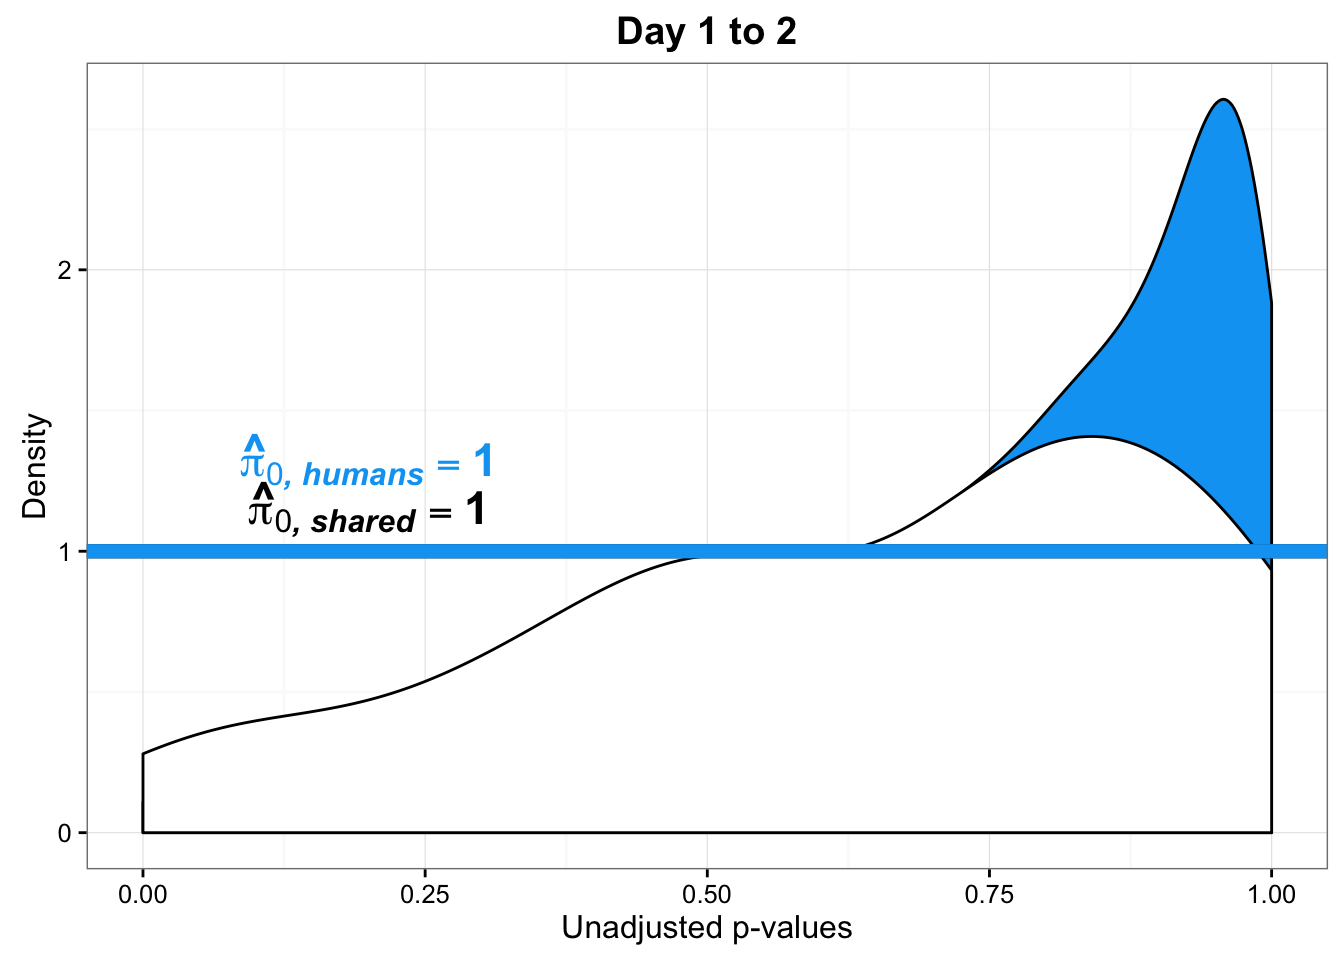 Day 1 to 2
Density
2
1
0
π̂0, humans = 1
π̂0, shared = 1
0.00 0.25 0.50 0.75 1.00
Unadjusted p-values